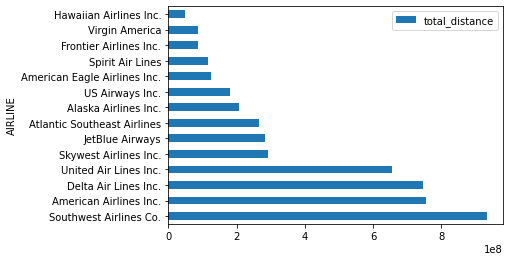 Hawaiian Airlines Inc.
total_distance
Virgin America
Frontier Airlines Inc.
Spirit Air Lines
American Eagle Airlines Inc.
US Airways Inc.
Alaska Airlines Inc.
AIRLINE
Atlantic Southeast Airlines
JetBlue Airways
Skywest Airlines Inc.
United Air Lines Inc.
Delta Air Lines Inc.
American Airlines Inc.
Southwest Airlines Co.
0 2 4 6 8
1e8